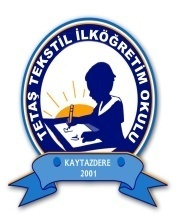 TETAŞ TEKSTİL İLKÖĞRETİM OKULU
KAYTAZDERE
2001